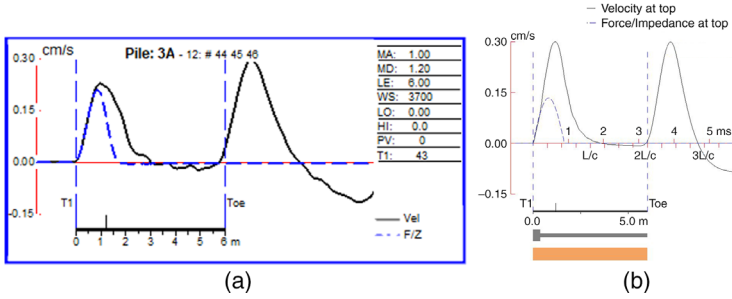 cm/s
Pile: 3A - 12: # 44 45 46
0.30
0.15
0.00
-0.15
T1
Toe
0 1 2 3 4 5 6 m
MA: 1.00
MD: 1.20
LE: 6.00
WS: 3700
LO: 0.00
HI: 0.0
PV: 0
T1: 43
Vel
F/Z
(a)
Velocity at top
Force/Impedance at top
cm/s
0.30
0.15
0.00
-0.15
1 2 3 4 5 ms
L/c 2L/c 3L/c
T1
Toe
0.0 5.0 m
(b)